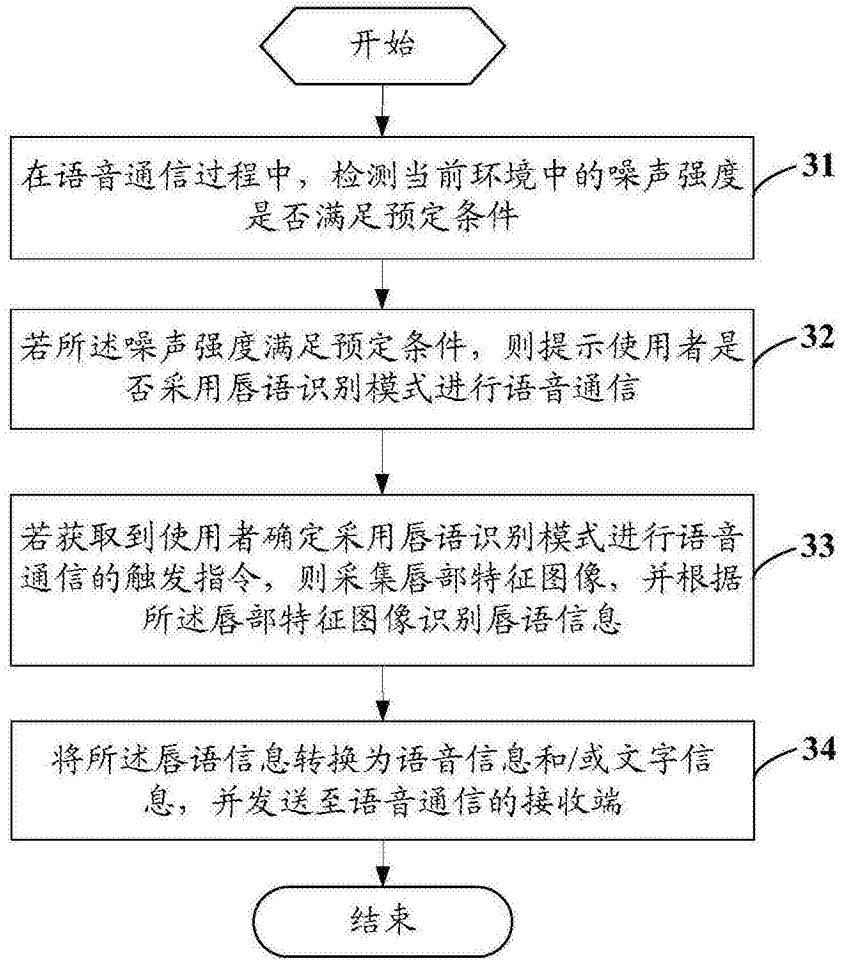 开始
在语音通信过程中，检测当前环境中的噪声强度
是否满足预定条件
31
若所述噪声强度满足预定条件，则提示使用者是
否采用唇语识别模式进行语音通信
32
若获取到使用者确定采用唇语识别模式进行语音
通信的触发指令，则采集唇部特征图像，并根据
所述唇部特征图像识别唇语信息
33
将所述唇语信息转换为语音信息和/或文字信
息，并发送至语音通信的接收端
34
结束